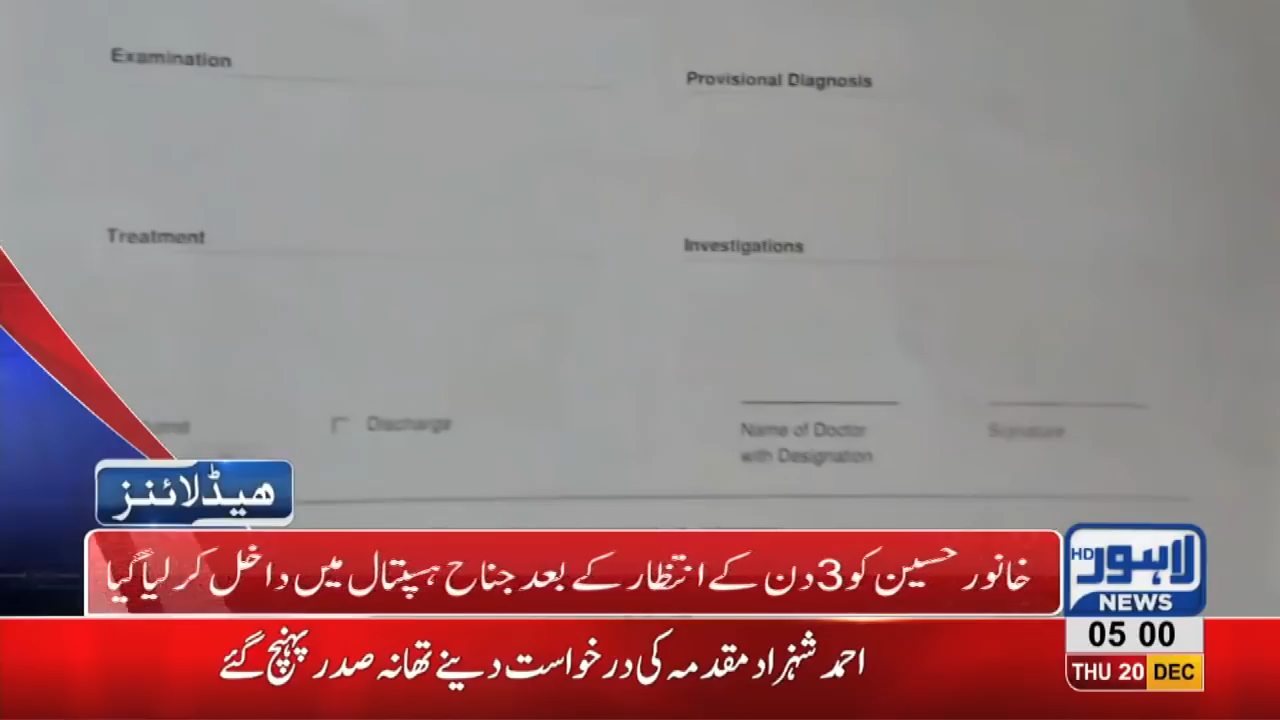 Examination
Provisional Diagnosis
Treatment
Investigations
Discharge
Name of Doctor
with Designation
Signature
ھیڈلائنز
خانور حسین کو 3 دن کے انتظار کے بعد جناح ہسپتال میں داخل کر لیا گیا
HD لاہور
NEWS
احمد شہزاد مقدمہ کی درخواست دینے تھانہ صدر پہنچ گئے
05 00
THU 20 DEC